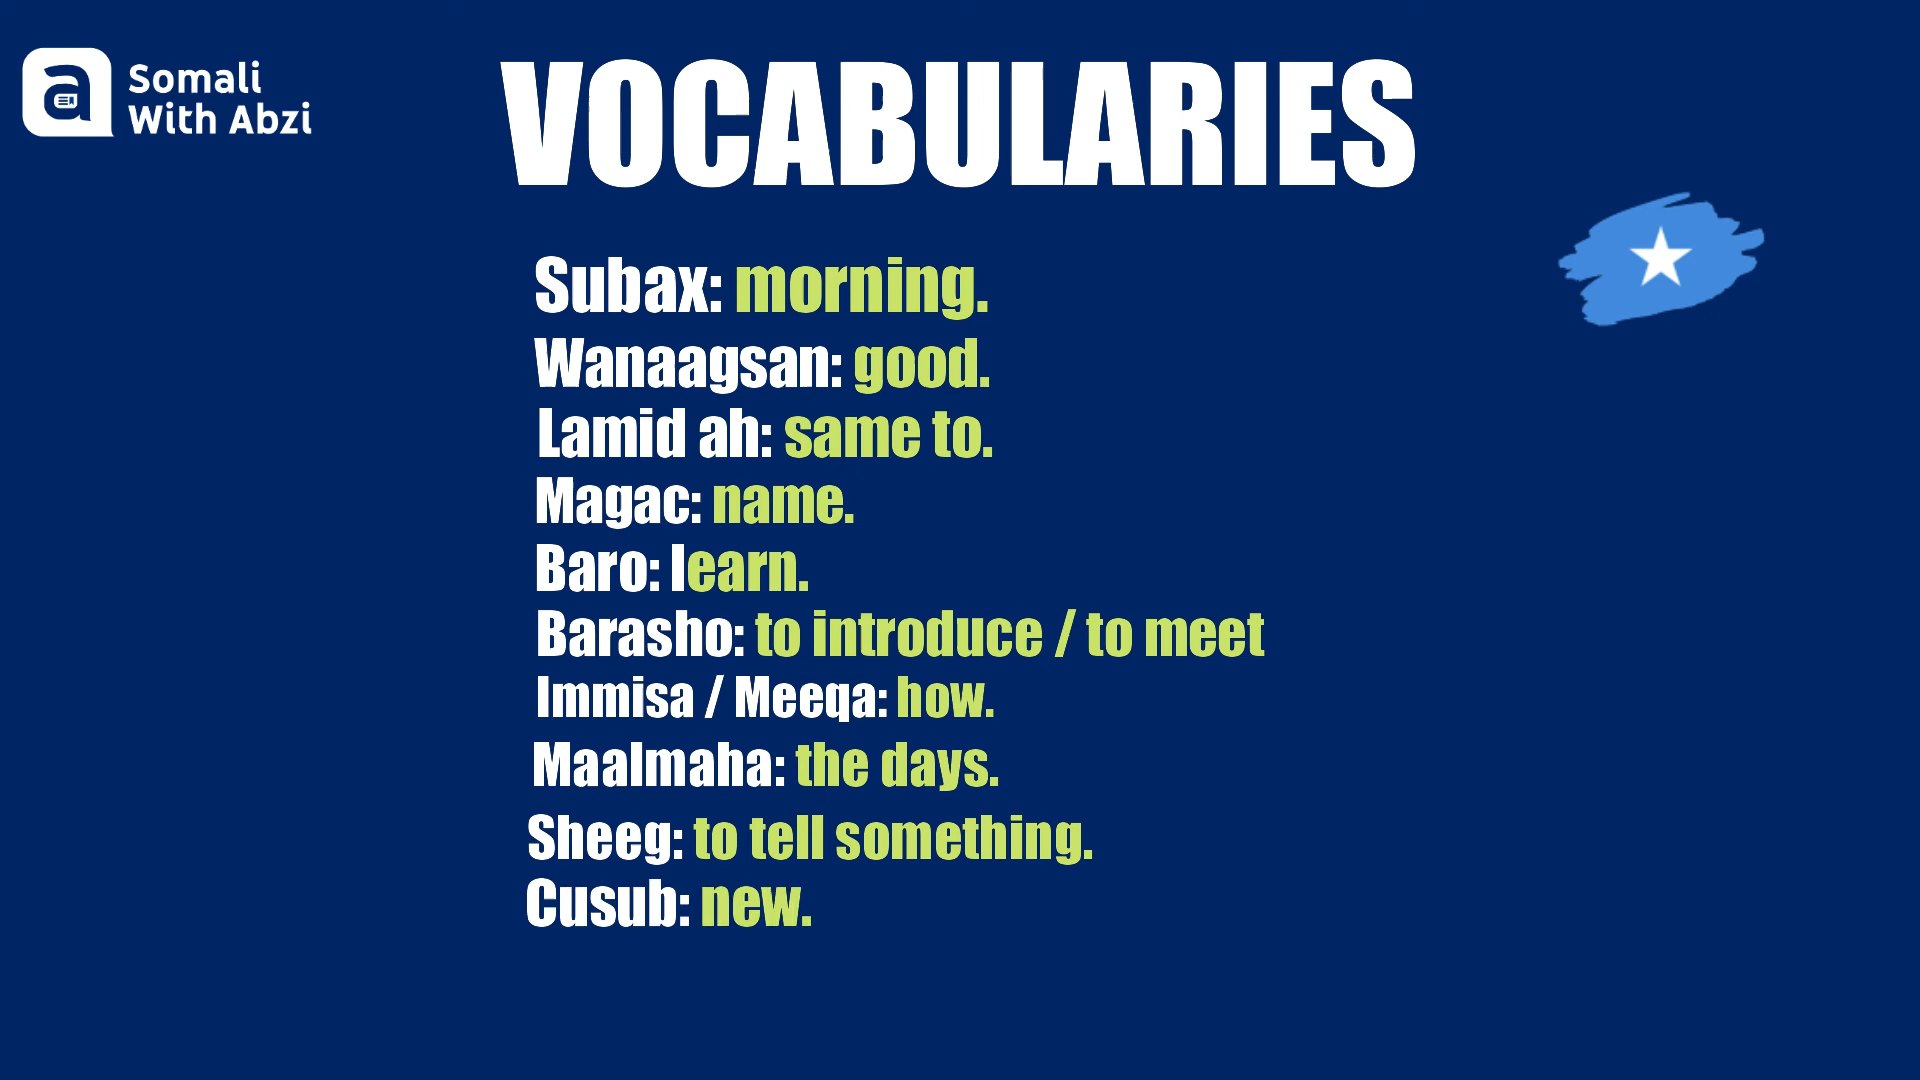 Somali
With Abzi
VOCABULARIES
Subax: morning.
Wanaagsan: good.
Lamid ah: same to.
Magac: name.
Baro: learn.
Barasho: to introduce / to meet
Immisa / Meeqa: how.
Maalmaha: the days.
Sheeg: to tell something.
Cusub: new.